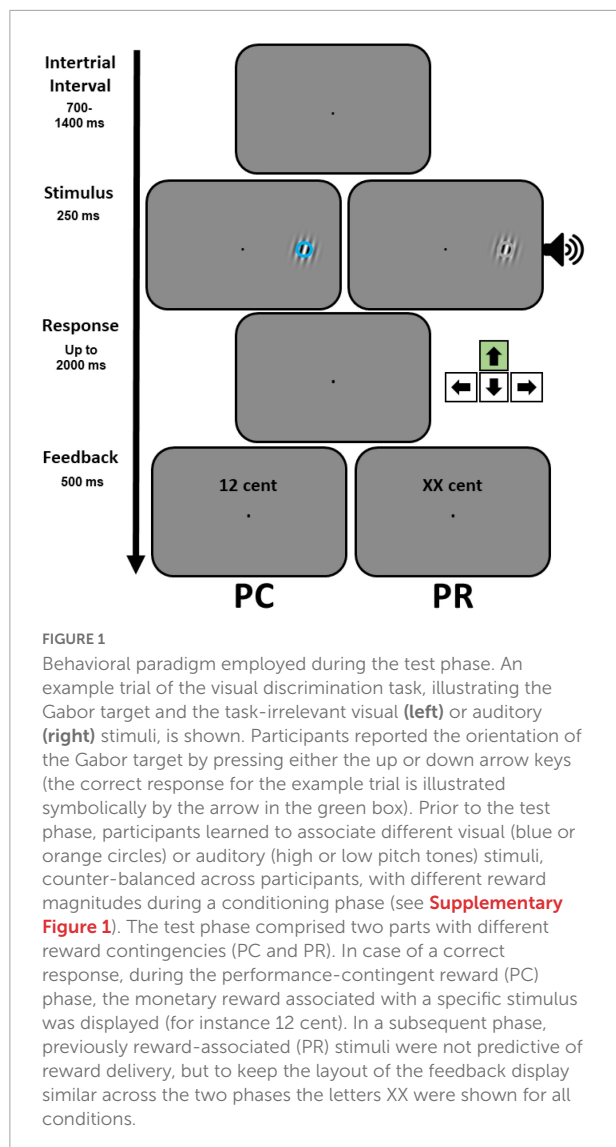 Intertrial
Interval
700-
1400 ms
Stimulus
250 ms
Response
Up to
2000 ms
Feedback
500 ms
12 cent
XX cent
PC
PR
FIGURE 1
Behavioral paradigm employed during the test phase. An
example trial of the visual discrimination task, illustrating the
Gabor target and the task-irrelevant visual (left) or auditory
(right) stimuli, is shown. Participants reported the orientation of
the Gabor target by pressing either the up or down arrow keys
(the correct response for the example trial is illustrated
symbolically by the arrow in the green box). Prior to the test
phase, participants learned to associate different visual (blue or
orange circles) or auditory (high or low pitch tones) stimuli,
counter-balanced across participants, with different reward
magnitudes during a conditioning phase (see Supplementary
Figure 1). The test phase comprised two parts with different
reward contingencies (PC and PR). In case of a correct
response, during the performance-contingent reward (PC)
phase, the monetary reward associated with a specific stimulus
was displayed (for instance 12 cent). In a subsequent phase,
previously reward-associated (PR) stimuli were not predictive of
reward delivery, but to keep the layout of the feedback display
similar across the two phases the letters XX were shown for all
conditions.